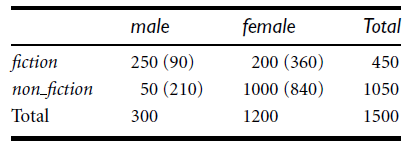 male female Total
fiction 250 (90) 200 (360) 450
non_fiction 50 (210) 1000 (840) 1050
Total 300 1200 1500